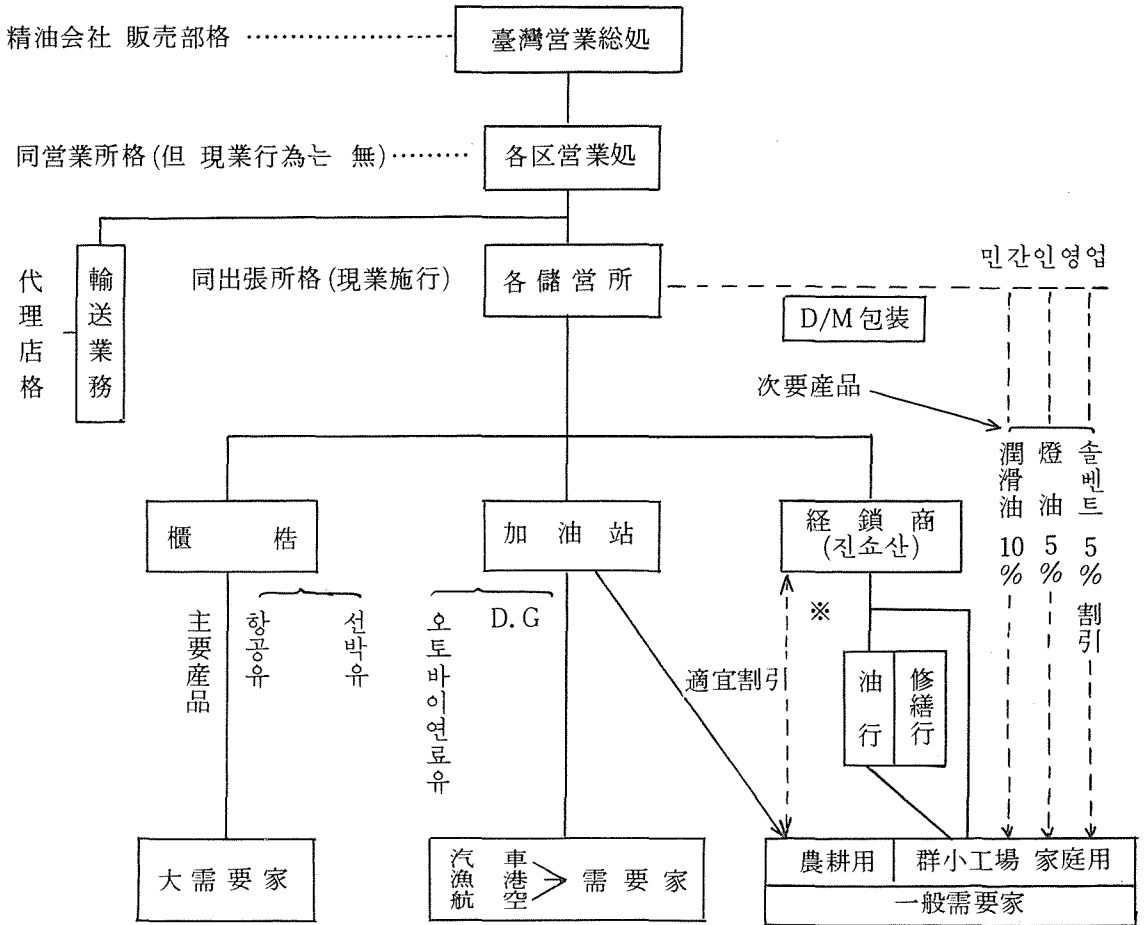 精油会社 販売部格
臺灣営業総処
同営業所格(但 現業行為는 無)
各区営業処
代理店格
輸送業務
同出張所格(現業施行)
各儲営所
민간인영업
D/M 包装
次要産品
潤滑油 10%
燈油 5%
솔벤트 5% 割引
櫃 梏
加油站
経鎖商
(진쇼산)
主要産品
항공유
선박유
오토바이연료유
D.G
適宜割引
※
油行
修繕行
大需要家
汽車
漁港
航空
需要家
農耕用
群小工場 家庭用
一般需要家